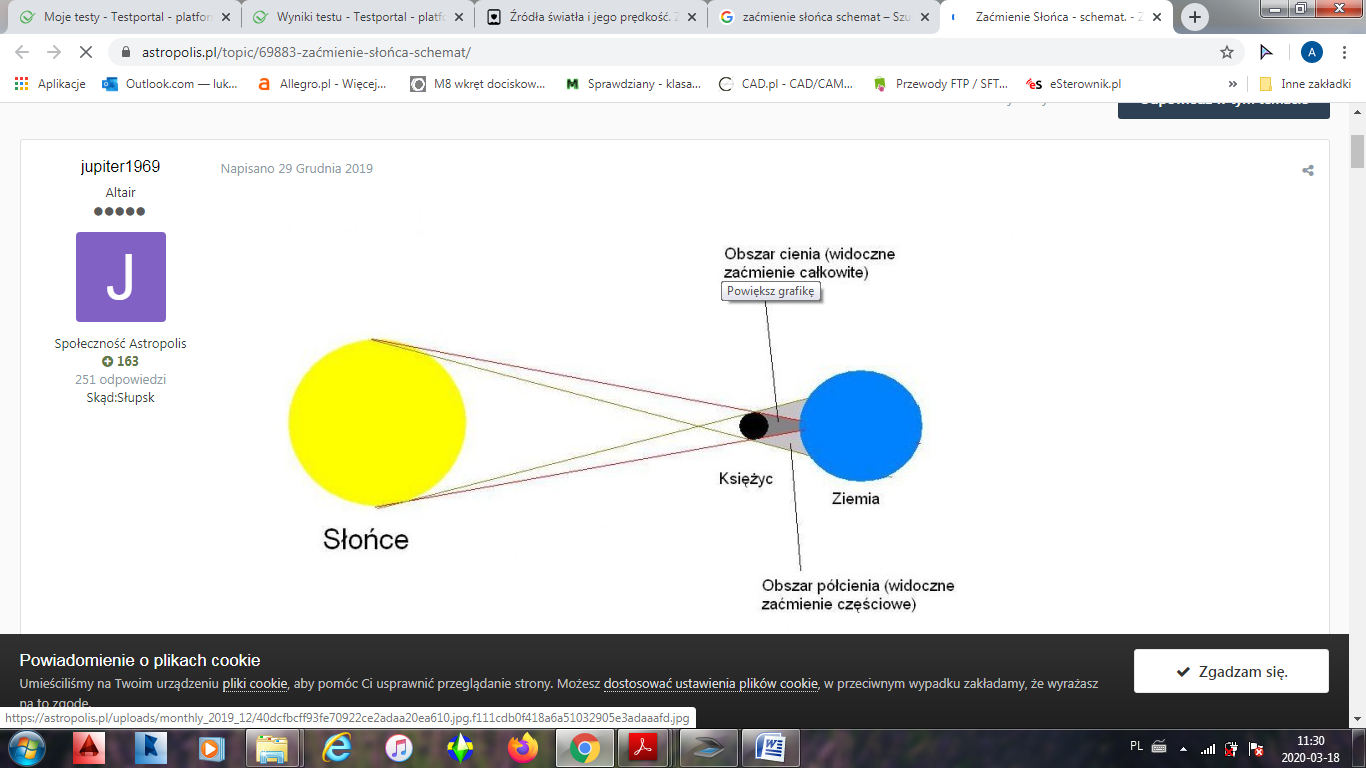 Moje testy - Testportal - platfor
Wyniki testu - Testportal - platfo
Źródła światła i jego prędkość. Z
zaćmienie słońca schemat – Szu
Zaćmienie Słońca - schemat. - Z
astropolis.pl/topic/69883-zaćmienie-słońca-schemat/
A
Aplikacje
Outlook.com — luk...
Allegro.pl - Więcej...
M8 wkręt dociskow...
Sprawdziany - klasa...
CAD.pl - CAD/CAM...
Przewody FTP / SFT...
eSterownik.pl
»
Inne zakładki
jupiter1969
Napisano 29 Grudnia 2019
Altair
J
Społeczność Astropolis
163
251 odpowiedzi
Skąd:Słupsk
Obszar cienia (widoczne
zaćmienie całkowite)
Powiększ grafikę
Księżyc
Ziemia
Słońce
Obszar półcienia (widoczne
zaćmienie częściowe)
Powiadomienie o plikach cookie
Umieściliśmy na Twoim urządzeniu pliki cookie, aby pomóc Ci usprawnić przeglądanie strony. Możesz dostosować ustawienia plików cookie, w przeciwnym wypadku zakładamy, że wyrażasz
na to zgodę.
Zgadzam się.
https://astropolis.pl/uploads/monthly_2019_12/40dcfbcff93fe70922ce2adaa20ea610.jpg.f111cdb0f418a6a51032905e3adaaafd.jpg
PL
11:30
2020-03-18